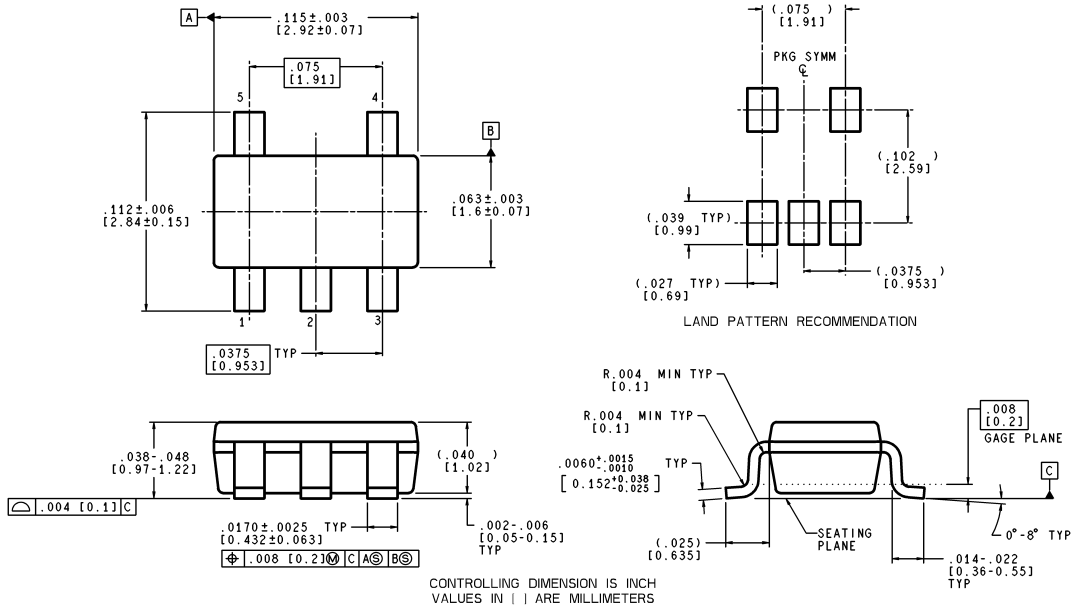 A
.115±.003
[2.92±0.07]
.075
[1.91]
5
4
B
.112±.006
[2.84±0.15]
.063±.003
[1.6±0.07]
1
2
3
.0375
[0.953]
TYP
(.075 )
[1.91]
PKG SYMM
℄
(.102 )
[2.59]
(.039 TYP)
[0.99]
(.027 TYP)
[0.69]
(.0375 )
[0.953]
LAND PATTERN RECOMMENDATION
.038-.048
[0.97-1.22]
(.040 )
[1.02]
⌓ .004 [0.1] C
.0170±.0025 TYP
[0.432±0.063]
⌖ .008 [0.2]Ⓜ C AⓈ BⓈ
.002-.006
[0.05-0.15]
TYP
R.004 MIN TYP
[0.1]
R.004 MIN TYP
[0.1]
.008
[0.2]
GAGE PLANE
.0060+.0015 -.0010
[0.152+0.038 -0.025]
TYP
C
SEATING
PLANE
0°-8° TYP
(.025)
[0.635]
.014-.022
[0.36-0.55]
TYP
CONTROLLING DIMENSION IS INCH
VALUES IN [ ] ARE MILLIMETERS